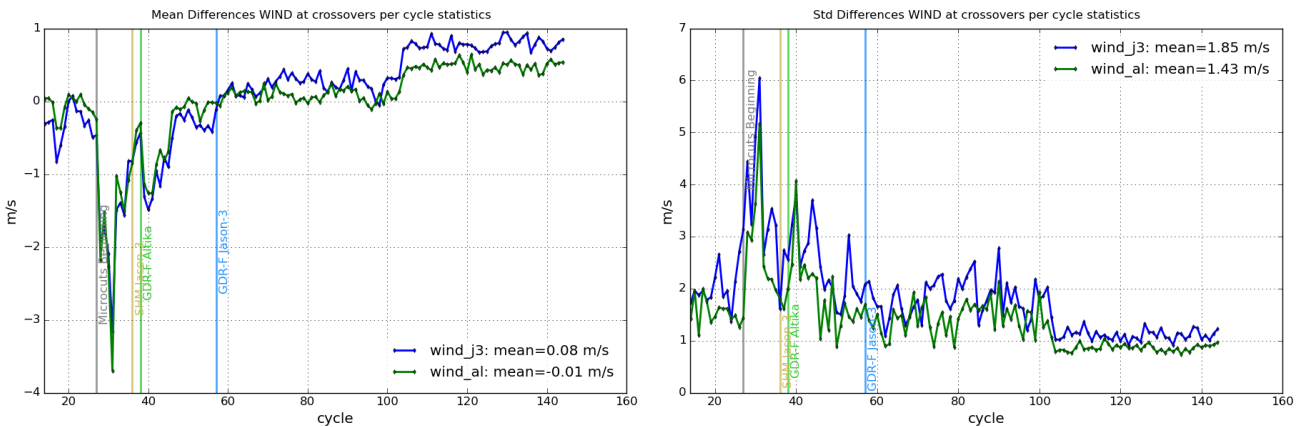 Mean Differences WIND at crossovers per cycle statistics
1
0
−1
−2
−3
−4
m/s
20
40
60
80
100
120
140
160
cycle
Microcuts Beginning
GDR-F Altika
GDR-F Jason-3
wind_j3: mean=0.08 m/s
wind_al: mean=-0.01 m/s
Std Differences WIND at crossovers per cycle statistics
7
6
5
4
3
2
1
0
m/s
20
40
60
80
100
120
140
160
cycle
Microcuts Beginning
GDR-F Altika
GDR-F Jason-3
wind_j3: mean=1.85 m/s
wind_al: mean=1.43 m/s